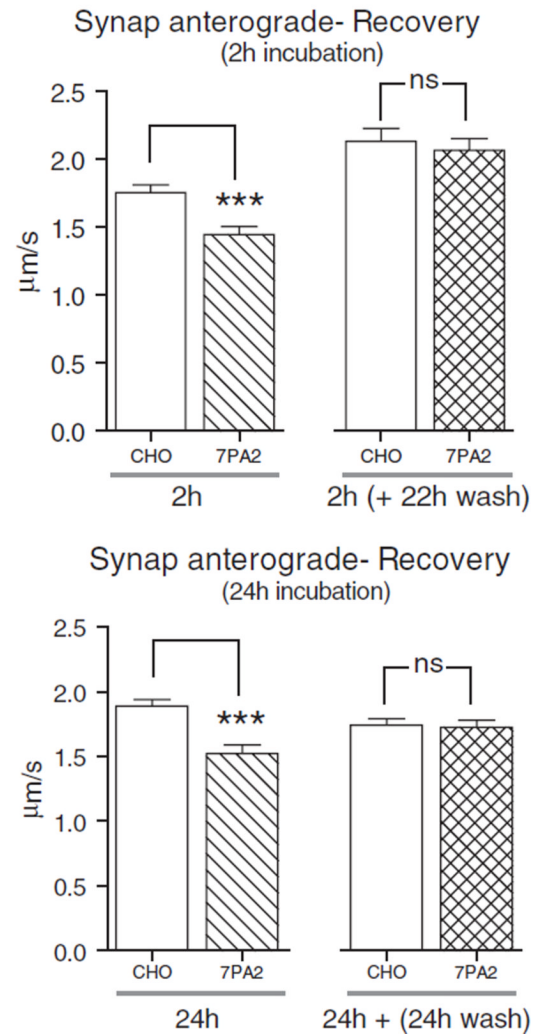 Synap anterograde- Recovery
(2h incubation)
ns
2.5
2.0
***
1.5
μm/s
1.0
0.5
0.0
CHO 7PA2 CHO 7PA2
2h 2h (+ 22h wash)
Synap anterograde- Recovery
(24h incubation)
2.5
ns
2.0
***
1.5
μm/s
1.0
0.5
0.0
CHO 7PA2 CHO 7PA2
24h 24h + (24h wash)